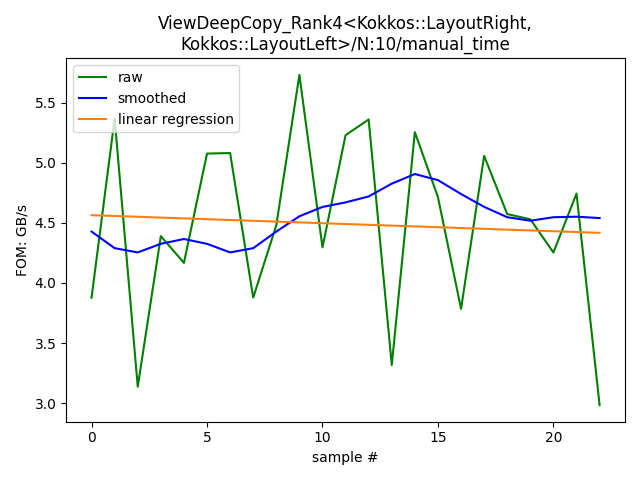 ViewDeepCopy_Rank4<Kokkos::LayoutRight,
Kokkos::LayoutLeft>/N:10/manual_time
raw
smoothed
linear regression
FOM: GB/s
5.5
5.0
4.5
4.0
3.5
3.0
0
5
10
15
20
sample #